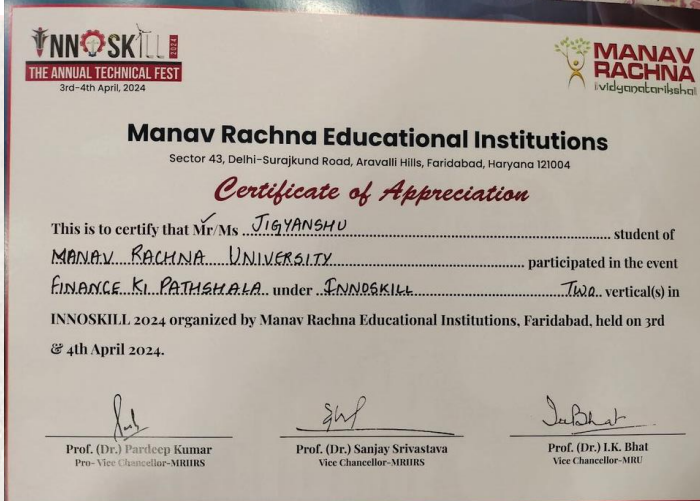 INNOSKILL 2024
THE ANNUAL TECHNICAL FEST
3rd-4th April, 2024
MANAV
RACHNA
vidyanatariksha
Manav Rachna Educational Institutions
Sector 43, Delhi-Surajkund Road, Aravalli Hills, Faridabad, Haryana 121004
Certificate of Appreciation
This is to certify that Mr/Ms JIGYANSHU student of
MANAV RACHNA UNIVERSITY participated in the event
FINANCE KI PATHSHALA under INNOSKILL TWO vertical(s) in
INNOSKILL 2024 organized by Manav Rachna Educational Institutions, Faridabad, held on 3rd
& 4th April 2024.
Prof. (Dr.) Pardeep Kumar
Pro- Vice Chancellor-MRIIRS
Prof. (Dr.) Sanjay Srivastava
Vice Chancellor-MRIIRS
IKBhat
Prof. (Dr.) I.K. Bhat
Vice Chancellor-MRU